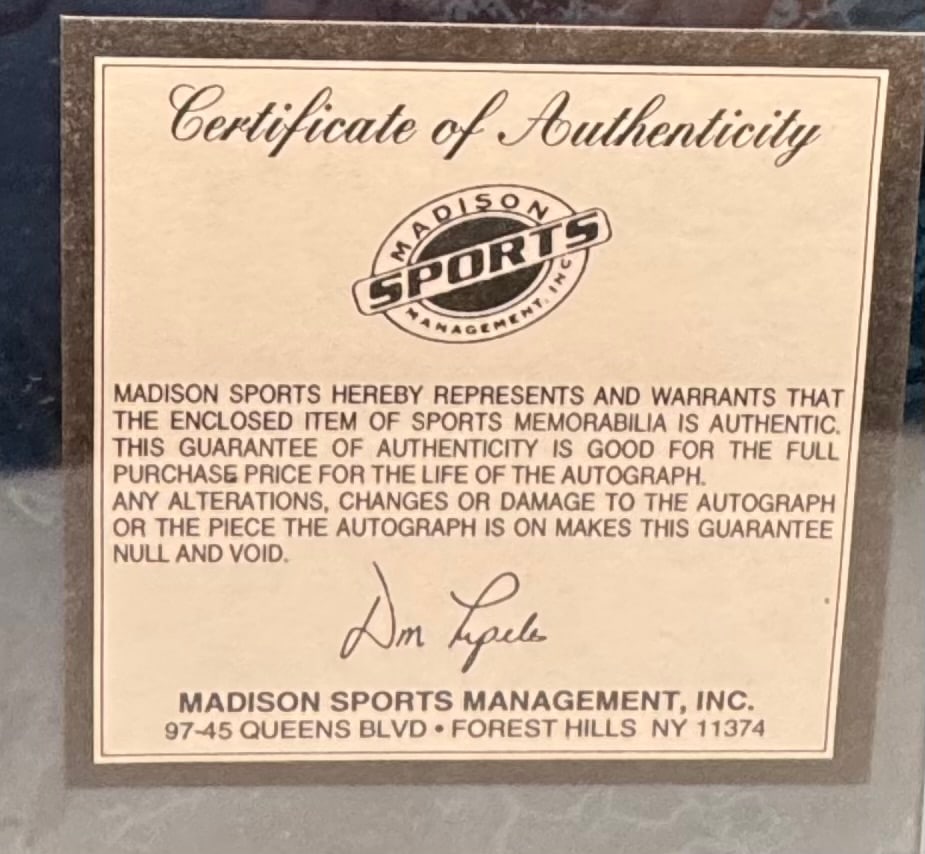 Certificate of Authenticity
MADISON
SPORTS
MANAGEMENT, INC
MADISON SPORTS HEREBY REPRESENTS AND WARRANTS THAT
THE ENCLOSED ITEM OF SPORTS MEMORABILIA IS AUTHENTIC.
THIS GUARANTEE OF AUTHENTICITY IS GOOD FOR THE FULL
PURCHASE PRICE FOR THE LIFE OF THE AUTOGRAPH.
ANY ALTERATIONS, CHANGES OR DAMAGE TO THE AUTOGRAPH
OR THE PIECE THE AUTOGRAPH IS ON MAKES THIS GUARANTEE
NULL AND VOID.
MADISON SPORTS MANAGEMENT, INC.
97-45 QUEENS BLVD • FOREST HILLS NY 11374